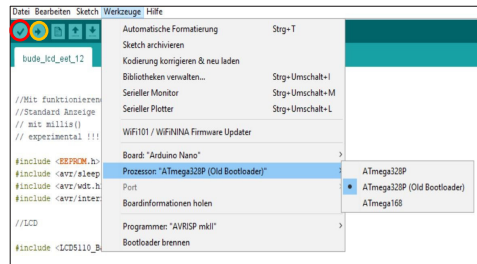 Datei Bearbeiten Sketch Werkzeuge Hilfe
Automatische Formatierung Strg+T
Sketch archivieren
Kodierung korrigieren & neu laden
Bibliotheken verwalten... Strg+Umschalt+I
Serieller Monitor Strg+Umschalt+M
Serieller Plotter Strg+Umschalt+L
WiFi101 / WiFiNINA Firmware Updater
Board: "Arduino Nano"
Prozessor: "ATmega328P (Old Bootloader)"
Port
Boardinformationen holen
Programmer: "AVRISP mkII"
Bootloader brennen
ATmega328P
ATmega328P (Old Bootloader)
ATmega168
bude_lcd_eet_12
//Mit funktionieren
//Standard Anzeige
// mit millis()
// experimental !!!
#include <EEPROM.h>
#include <avr/sleep
#include <avr/wdt.h
#include <avr/inter
//LCD
#include <LCD5110_Ba